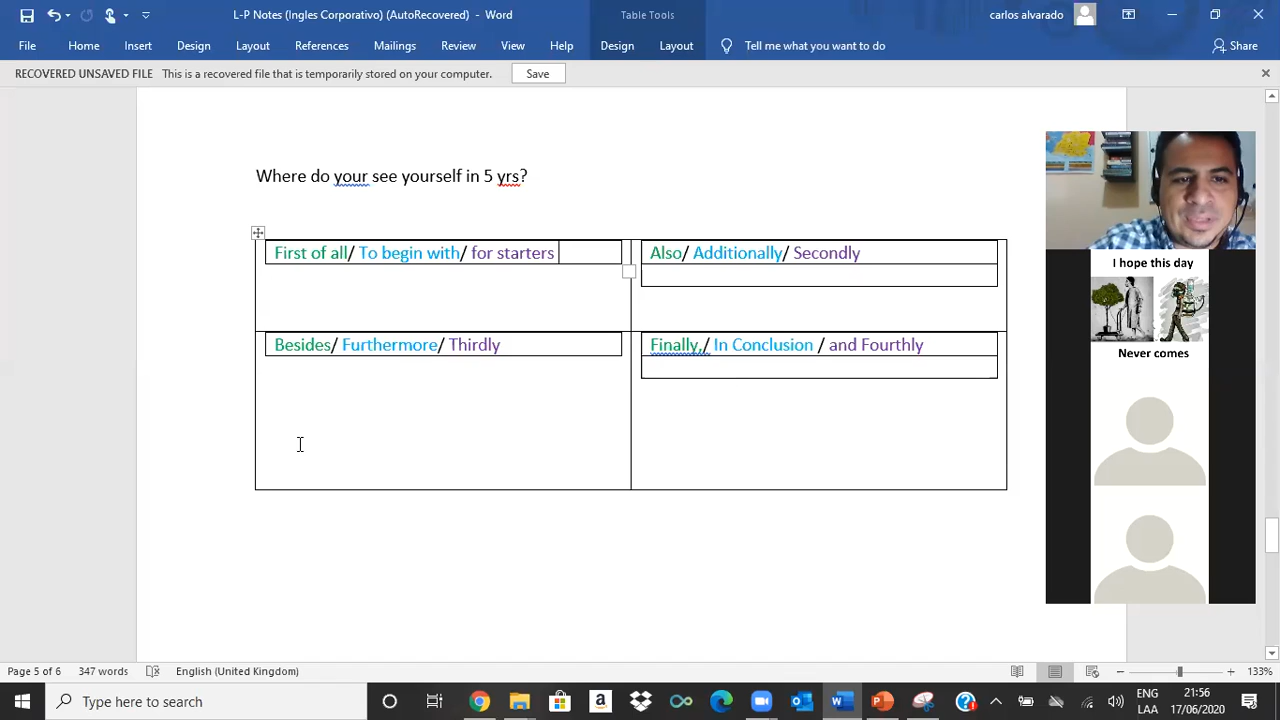 L-P Notes (Ingles Corporativo) (AutoRecovered) - Word
Table Tools
carlos alvarado
File Home Insert Design Layout References Mailings Review View Help Design Layout Tell me what you want to do Share
RECOVERED UNSAVED FILE This is a recovered file that is temporarily stored on your computer. Save
Where do your see yourself in 5 yrs?
First of all/ To begin with/ for starters
Also/ Additionally/ Secondly
Besides/ Furthermore/ Thirdly
Finally,/ In Conclusion / and Fourthly
I hope this day
Never comes
Page 5 of 6 347 words English (United Kingdom) 133%
Type here to search
ENG
LAA
21:56
17/06/2020